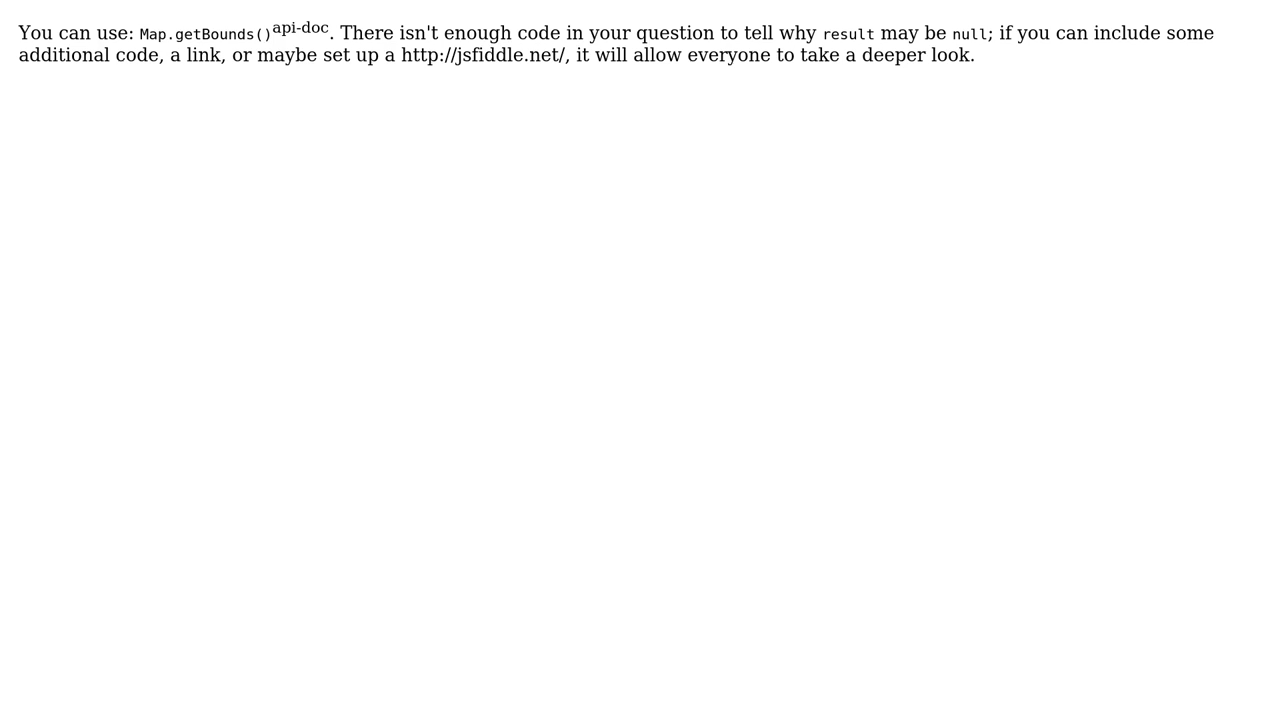 You can use: Map.getBounds()api-doc. There isn't enough code in your question to tell why result may be null; if you can include some
additional code, a link, or maybe set up a http://jsfiddle.net/, it will allow everyone to take a deeper look.